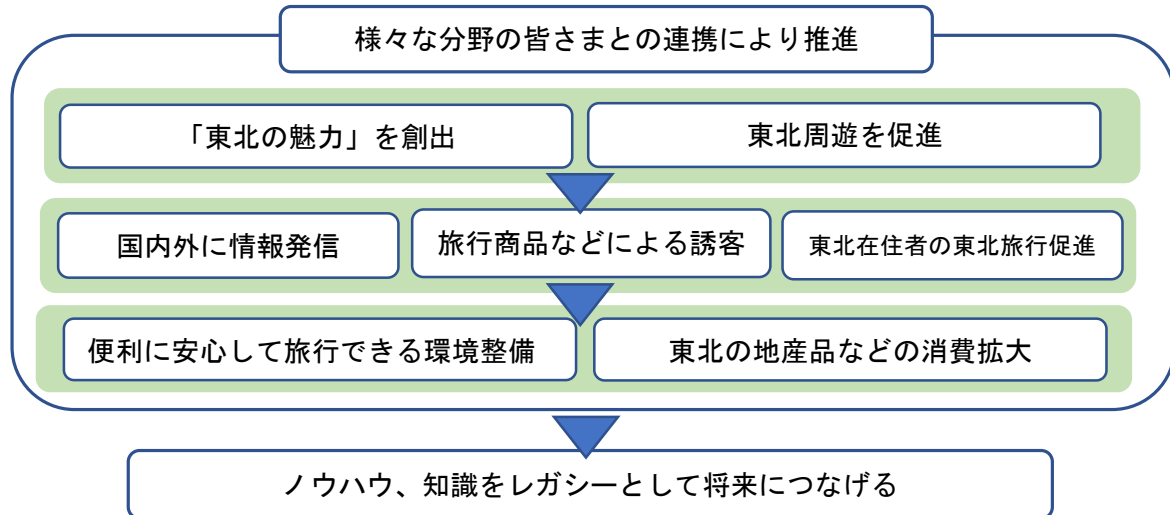 様々な分野の皆さまとの連携により推進
「東北の魅力」を創出
東北周遊を促進
国内外に情報発信
旅行商品などによる誘客
東北在住者の東北旅行促進
便利に安心して旅行できる環境整備
東北の地産品などの消費拡大
ノウハウ、知識をレガシーとして将来につなげる